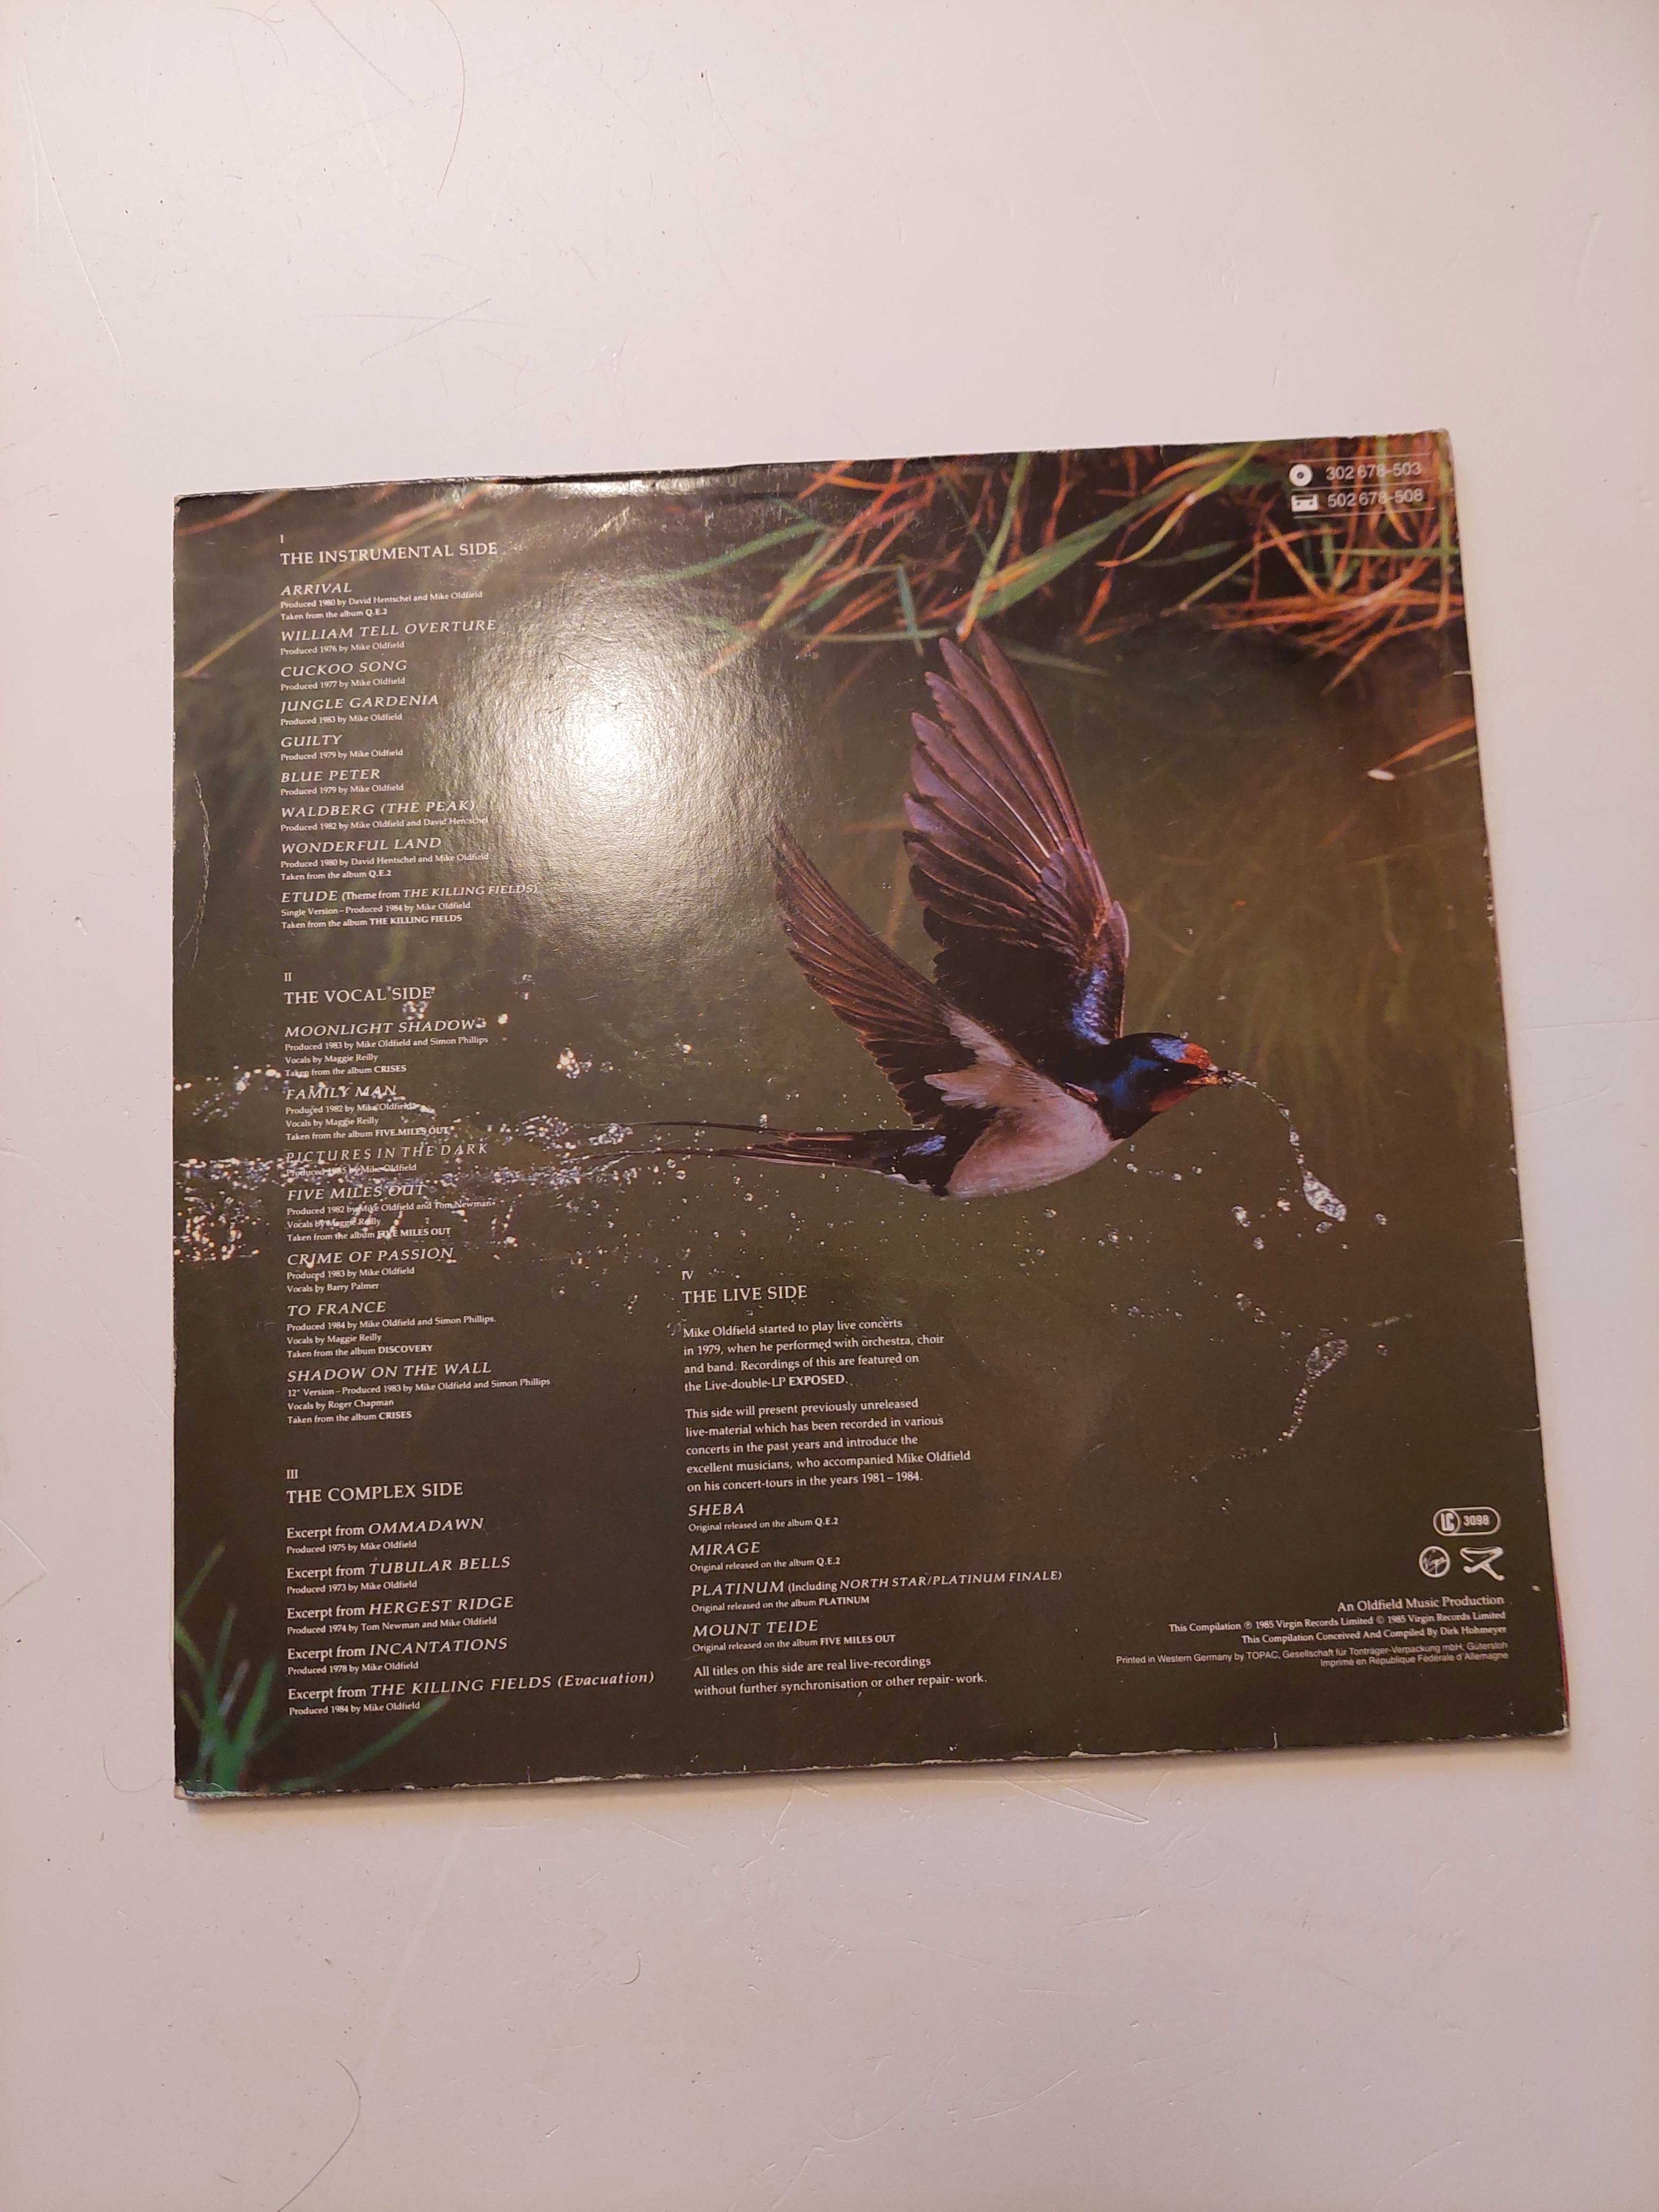 302 678-503
502 678-508
I
THE INSTRUMENTAL SIDE
ARRIVAL
Produced 1980 by David Hentschel and Mike Oldfield
Taken from the album Q.E.2
WILLIAM TELL OVERTURE
Produced 1976 by Mike Oldfield
CUCKOO SONG
Produced 1977 by Mike Oldfield
JUNGLE GARDENIA
Produced 1983 by Mike Oldfield
GUILTY
Produced 1979 by Mike Oldfield
BLUE PETER
Produced 1979 by Mike Oldfield
WALDBERG (THE PEAK)
Produced 1982 by Mike Oldfield and David Hentschel
WONDERFUL LAND
Produced 1980 by David Hentschel and Mike Oldfield
Taken from the album Q.E.2
ETUDE (Theme from THE KILLING FIELDS)
Single Version – Produced 1984 by Mike Oldfield.
Taken from the album THE KILLING FIELDS
II
THE VOCAL SIDE
MOONLIGHT SHADOW
Produced 1983 by Mike Oldfield and Simon Phillips
Vocals by Maggie Reilly
Taken from the album CRISES
FAMILY MAN
Produced 1982 by Mike Oldfield
Vocals by Maggie Reilly
Taken from the album FIVE MILES OUT
PICTURES IN THE DARK
Produced 1985 by Mike Oldfield
FIVE MILES OUT
Produced 1982 by Mike Oldfield and Tom Newman
Vocals by Maggie Reilly
Taken from the album FIVE MILES OUT
CRIME OF PASSION
Produced 1983 by Mike Oldfield
Vocals by Barry Palmer
TO FRANCE
Produced 1984 by Mike Oldfield and Simon Phillips.
Vocals by Maggie Reilly
Taken from the album DISCOVERY
SHADOW ON THE WALL
12" Version – Produced 1983 by Mike Oldfield and Simon Phillips
Vocals by Roger Chapman
Taken from the album CRISES
III
THE COMPLEX SIDE
Excerpt from OMMADAWN
Produced 1975 by Mike Oldfield
Excerpt from TUBULAR BELLS
Produced 1973 by Mike Oldfield
Excerpt from HERGEST RIDGE
Produced 1974 by Tom Newman and Mike Oldfield
Excerpt from INCANTATIONS
Produced 1978 by Mike Oldfield
Excerpt from THE KILLING FIELDS (Evacuation)
Produced 1984 by Mike Oldfield
IV
THE LIVE SIDE
Mike Oldfield started to play live concerts
in 1979, when he performed with orchestra, choir
and band. Recordings of this are featured on
the Live-double-LP EXPOSED.
This side will present previously unreleased
live-material which has been recorded in various
concerts in the past years and introduce the
excellent musicians, who accompanied Mike Oldfield
on his concert-tours in the years 1981 – 1984.
SHEBA
Original released on the album Q.E.2
MIRAGE
Original released on the album Q.E.2
PLATINUM (Including NORTH STAR/PLATINUM FINALE)
Original released on the album PLATINUM
MOUNT TEIDE
Original released on the album FIVE MILES OUT
All titles on this side are real live-recordings
without further synchronisation or other repair-work.
LC 3098
Virgin
An Oldfield Music Production
This Compilation ℗ 1985 Virgin Records Limited © 1985 Virgin Records Limited
This Compilation Conceived And Compiled By Dirk Hohmeyer
Printed in Western Germany by TOPAC, Gesellschaft für Tonträger-Verpackung mbH, Gütersloh
Imprimé en République Fédérale d'Allemagne